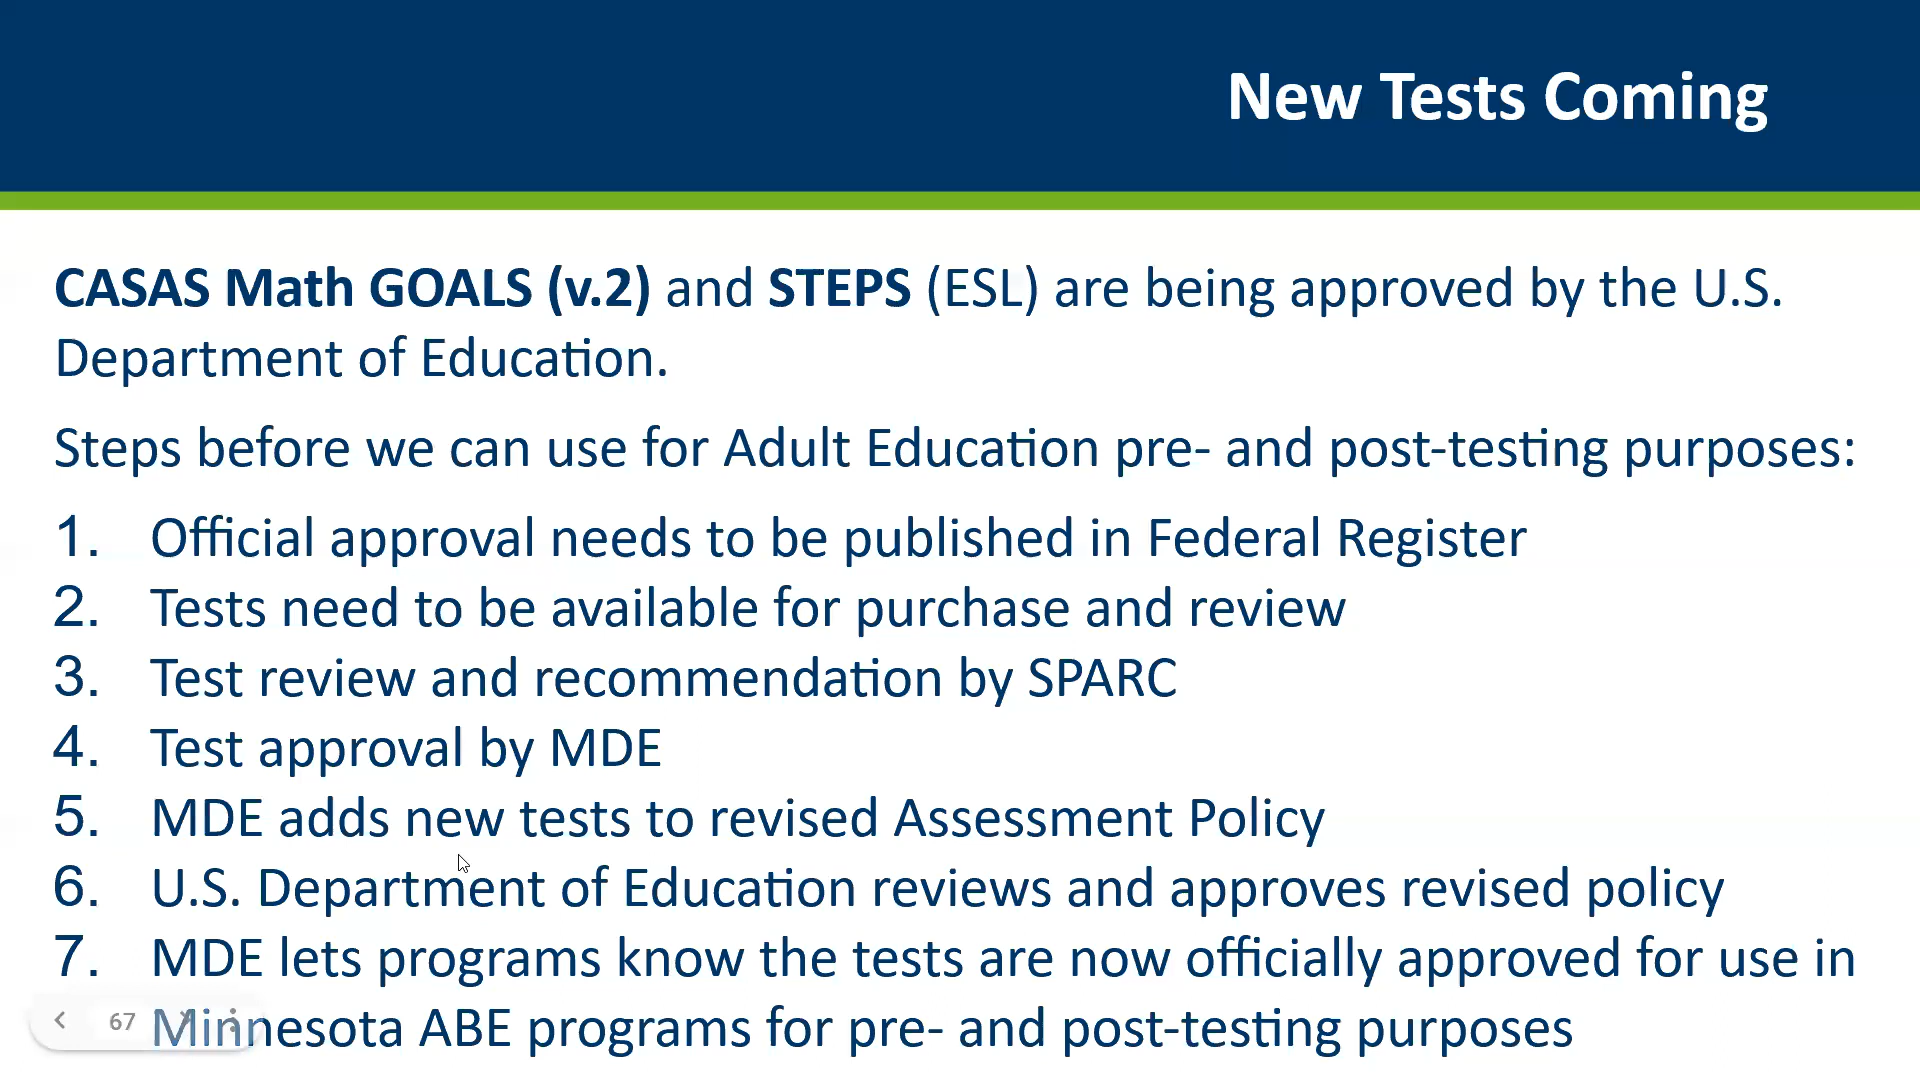 New Tests Coming
CASAS Math GOALS (v.2) and STEPS (ESL) are being approved by the U.S.
Department of Education.
Steps before we can use for Adult Education pre- and post-testing purposes:
1. Official approval needs to be published in Federal Register
2. Tests need to be available for purchase and review
3. Test review and recommendation by SPARC
4. Test approval by MDE
5. MDE adds new tests to revised Assessment Policy
6. U.S. Department of Education reviews and approves revised policy
7. MDE lets programs know the tests are now officially approved for use in
Minnesota ABE programs for pre- and post-testing purposes
67